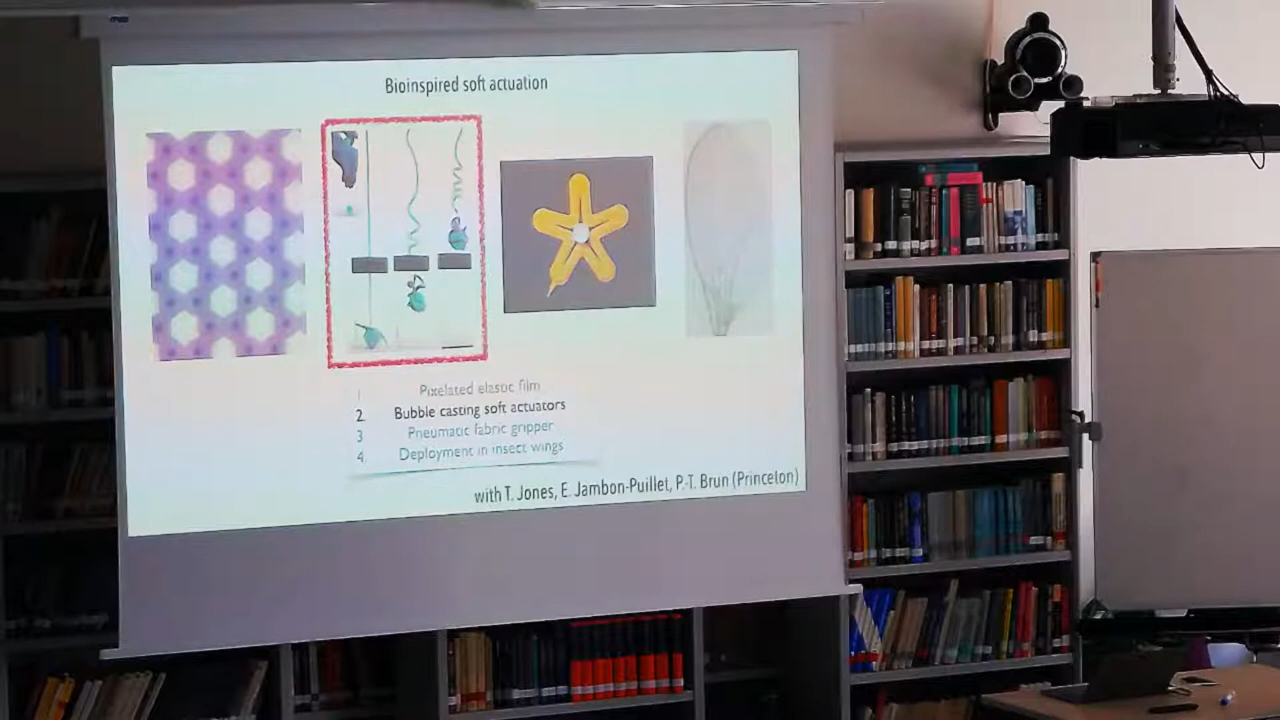 Bioinspired soft actuation
1 Pixelated elastic film
2. Bubble casting soft actuators
3 Pneumatic fabric gripper
4. Deployment in insect wings
with T. Jones, E. Jambon-Puillet, P.-T. Brun (Princeton)